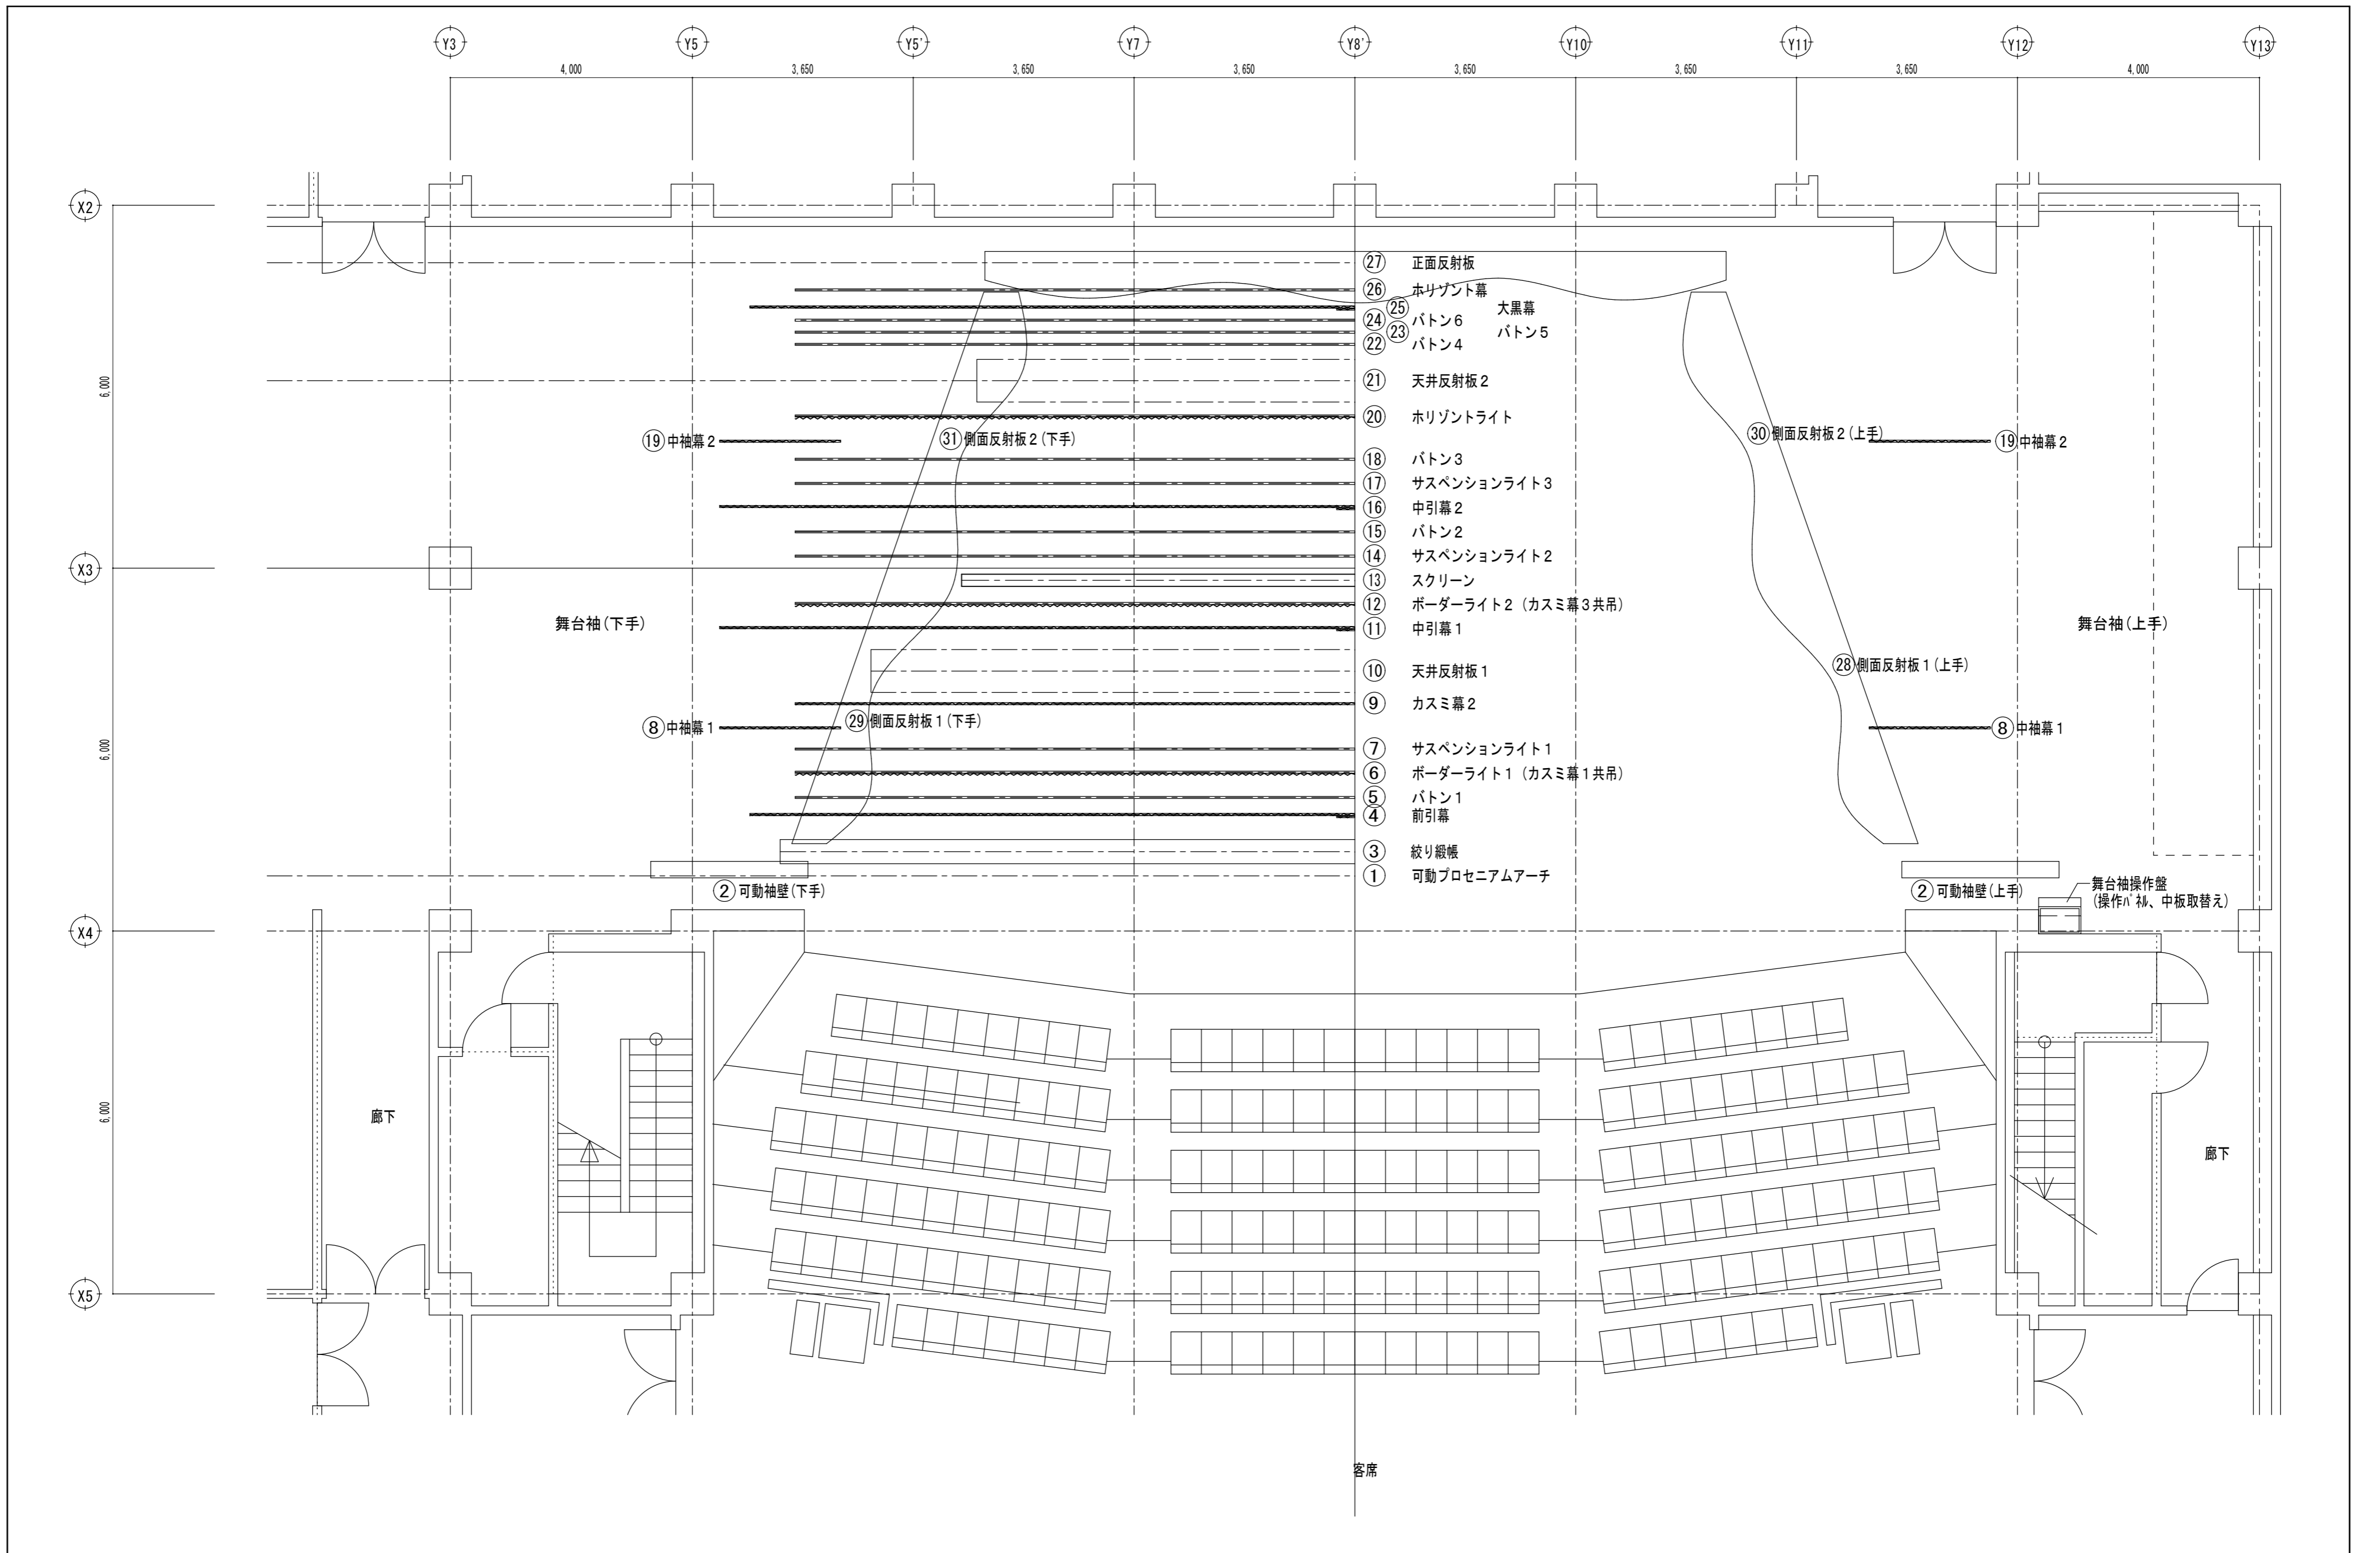 Y3 Y5 Y5' Y7 Y8' Y10 Y11 Y12 Y13
4,000 3,650 3,650 3,650 3,650 3,650 3,650 4,000
X2
㉗ 正面反射板
㉖ ホリゾント幕
㉕ 大黒幕
㉔ バトン6
㉓ バトン5
㉒ バトン4
6,000
㉑ 天井反射板2
⑳ ホリゾントライト
⑲ 中袖幕2
㉛ 側面反射板2(下手)
㉚ 側面反射板2(上手)
⑲ 中袖幕2
⑱ バトン3
⑰ サスペンションライト3
⑯ 中引幕2
⑮ バトン2
⑭ サスペンションライト2
X3
⑬ スクリーン
⑫ ボーダーライト2(カスミ幕3共吊)
舞台袖(下手)
舞台袖(上手)
⑪ 中引幕1
⑩ 天井反射板1
㉘ 側面反射板1(上手)
⑨ カスミ幕2
⑧ 中袖幕1
㉙ 側面反射板1(下手)
⑧ 中袖幕1
6,000
⑦ サスペンションライト1
⑥ ボーダーライト1(カスミ幕1共吊)
⑤ バトン1
④ 前引幕
③ 絞り緞帳
① 可動プロセニアムアーチ
② 可動袖壁(下手)
② 可動袖壁(上手)
舞台袖操作盤
(操作パネル、中板取替え)
X4
6,000
廊下
廊下
X5
客席